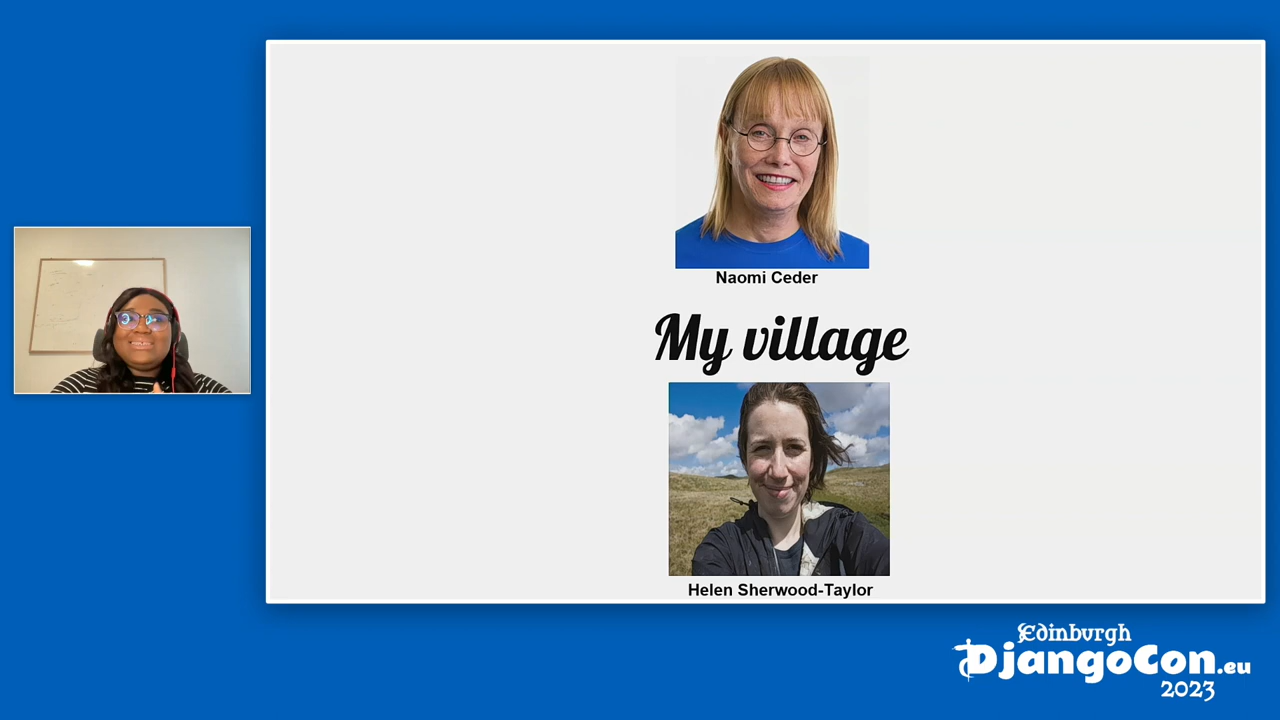 Naomi Ceder
My village
Helen Sherwood-Taylor
Edinburgh
DjangoCon.eu
2023